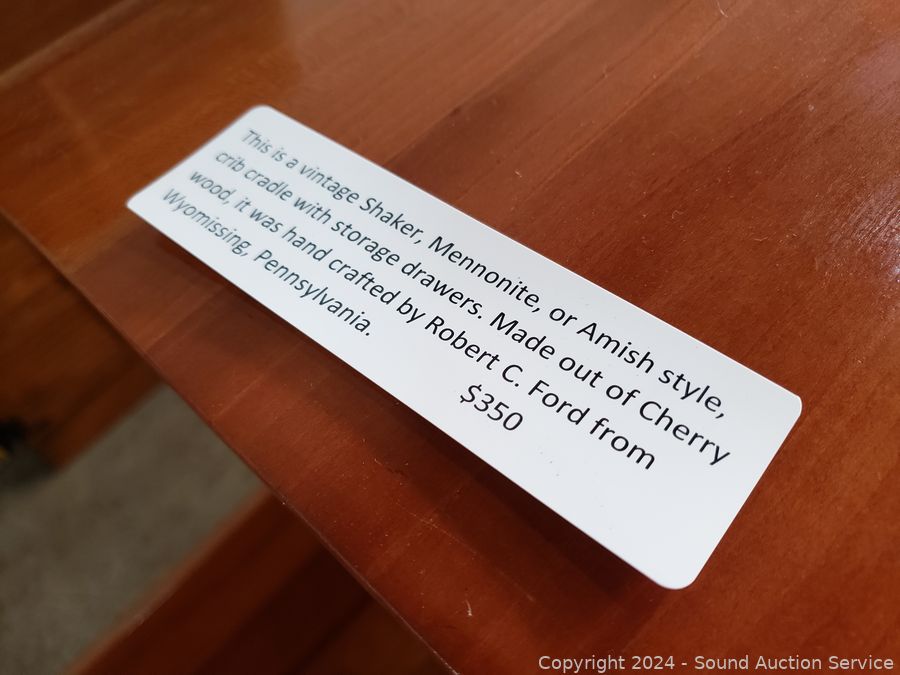 This is a vintage Shaker, Mennonite, or Amish style,
crib cradle with storage drawers. Made out of Cherry
wood, it was hand crafted by Robert C. Ford from
Wyomissing, Pennsylvania.
$350
Copyright 2024 - Sound Auction Service